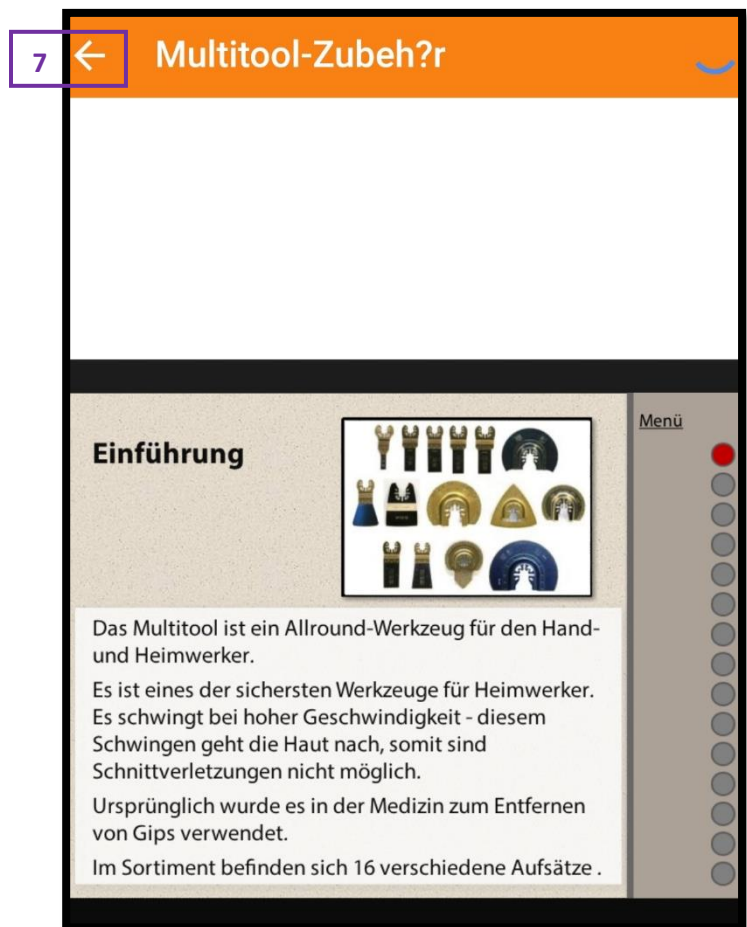 7
Multitool-Zubeh?r
Menü
Einführung
Das Multitool ist ein Allround-Werkzeug für den Hand-
und Heimwerker.
Es ist eines der sichersten Werkzeuge für Heimwerker.
Es schwingt bei hoher Geschwindigkeit - diesem
Schwingen geht die Haut nach, somit sind
Schnittverletzungen nicht möglich.
Ursprünglich wurde es in der Medizin zum Entfernen
von Gips verwendet.
Im Sortiment befinden sich 16 verschiedene Aufsätze .